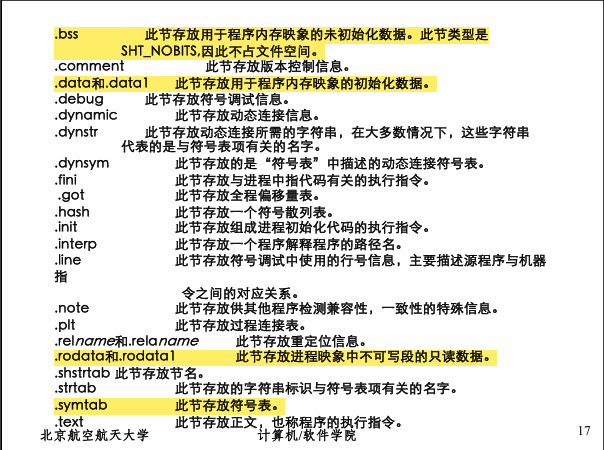 .bss 此节存放用于程序内存映象的未初始化数据。此节类型是
SHT_NOBITS,因此不占文件空间。
.comment 此节存放版本控制信息。
.data和.data1 此节存放用于程序内存映象的初始化数据。
.debug 此节存放符号调试信息。
.dynamic 此节存放动态连接信息。
.dynstr 此节存放动态连接所需的字符串，在大多数情况下，这些字符串
代表的是与符号表项有关的名字。
.dynsym 此节存放的是“符号表”中描述的动态连接符号表。
.fini 此节存放与进程中指代码有关的执行指令。
.got 此节存放全程偏移量表。
.hash 此节存放一个符号散列表。
.init 此节存放组成进程初始化代码的执行指令。
.interp 此节存放一个程序解释程序的路径名。
.line 此节存放符号调试中使用的行号信息，主要描述源程序与机器
指
令之间的对应关系。
.note 此节存放供其他程序检测兼容性，一致性的特殊信息。
.plt 此节存放过程连接表。
.relname和.relaname 此节存放重定位信息。
.rodata和.rodata1 此节存放进程映象中不可写段的只读数据。
.shstrtab 此节存放节名。
.strtab 此节存放的字符串标识与符号表项有关的名字。
.symtab 此节存放符号表。
.text 此节存放正文，也称程序的执行指令。
北京航空航天大学 计算机/软件学院 17